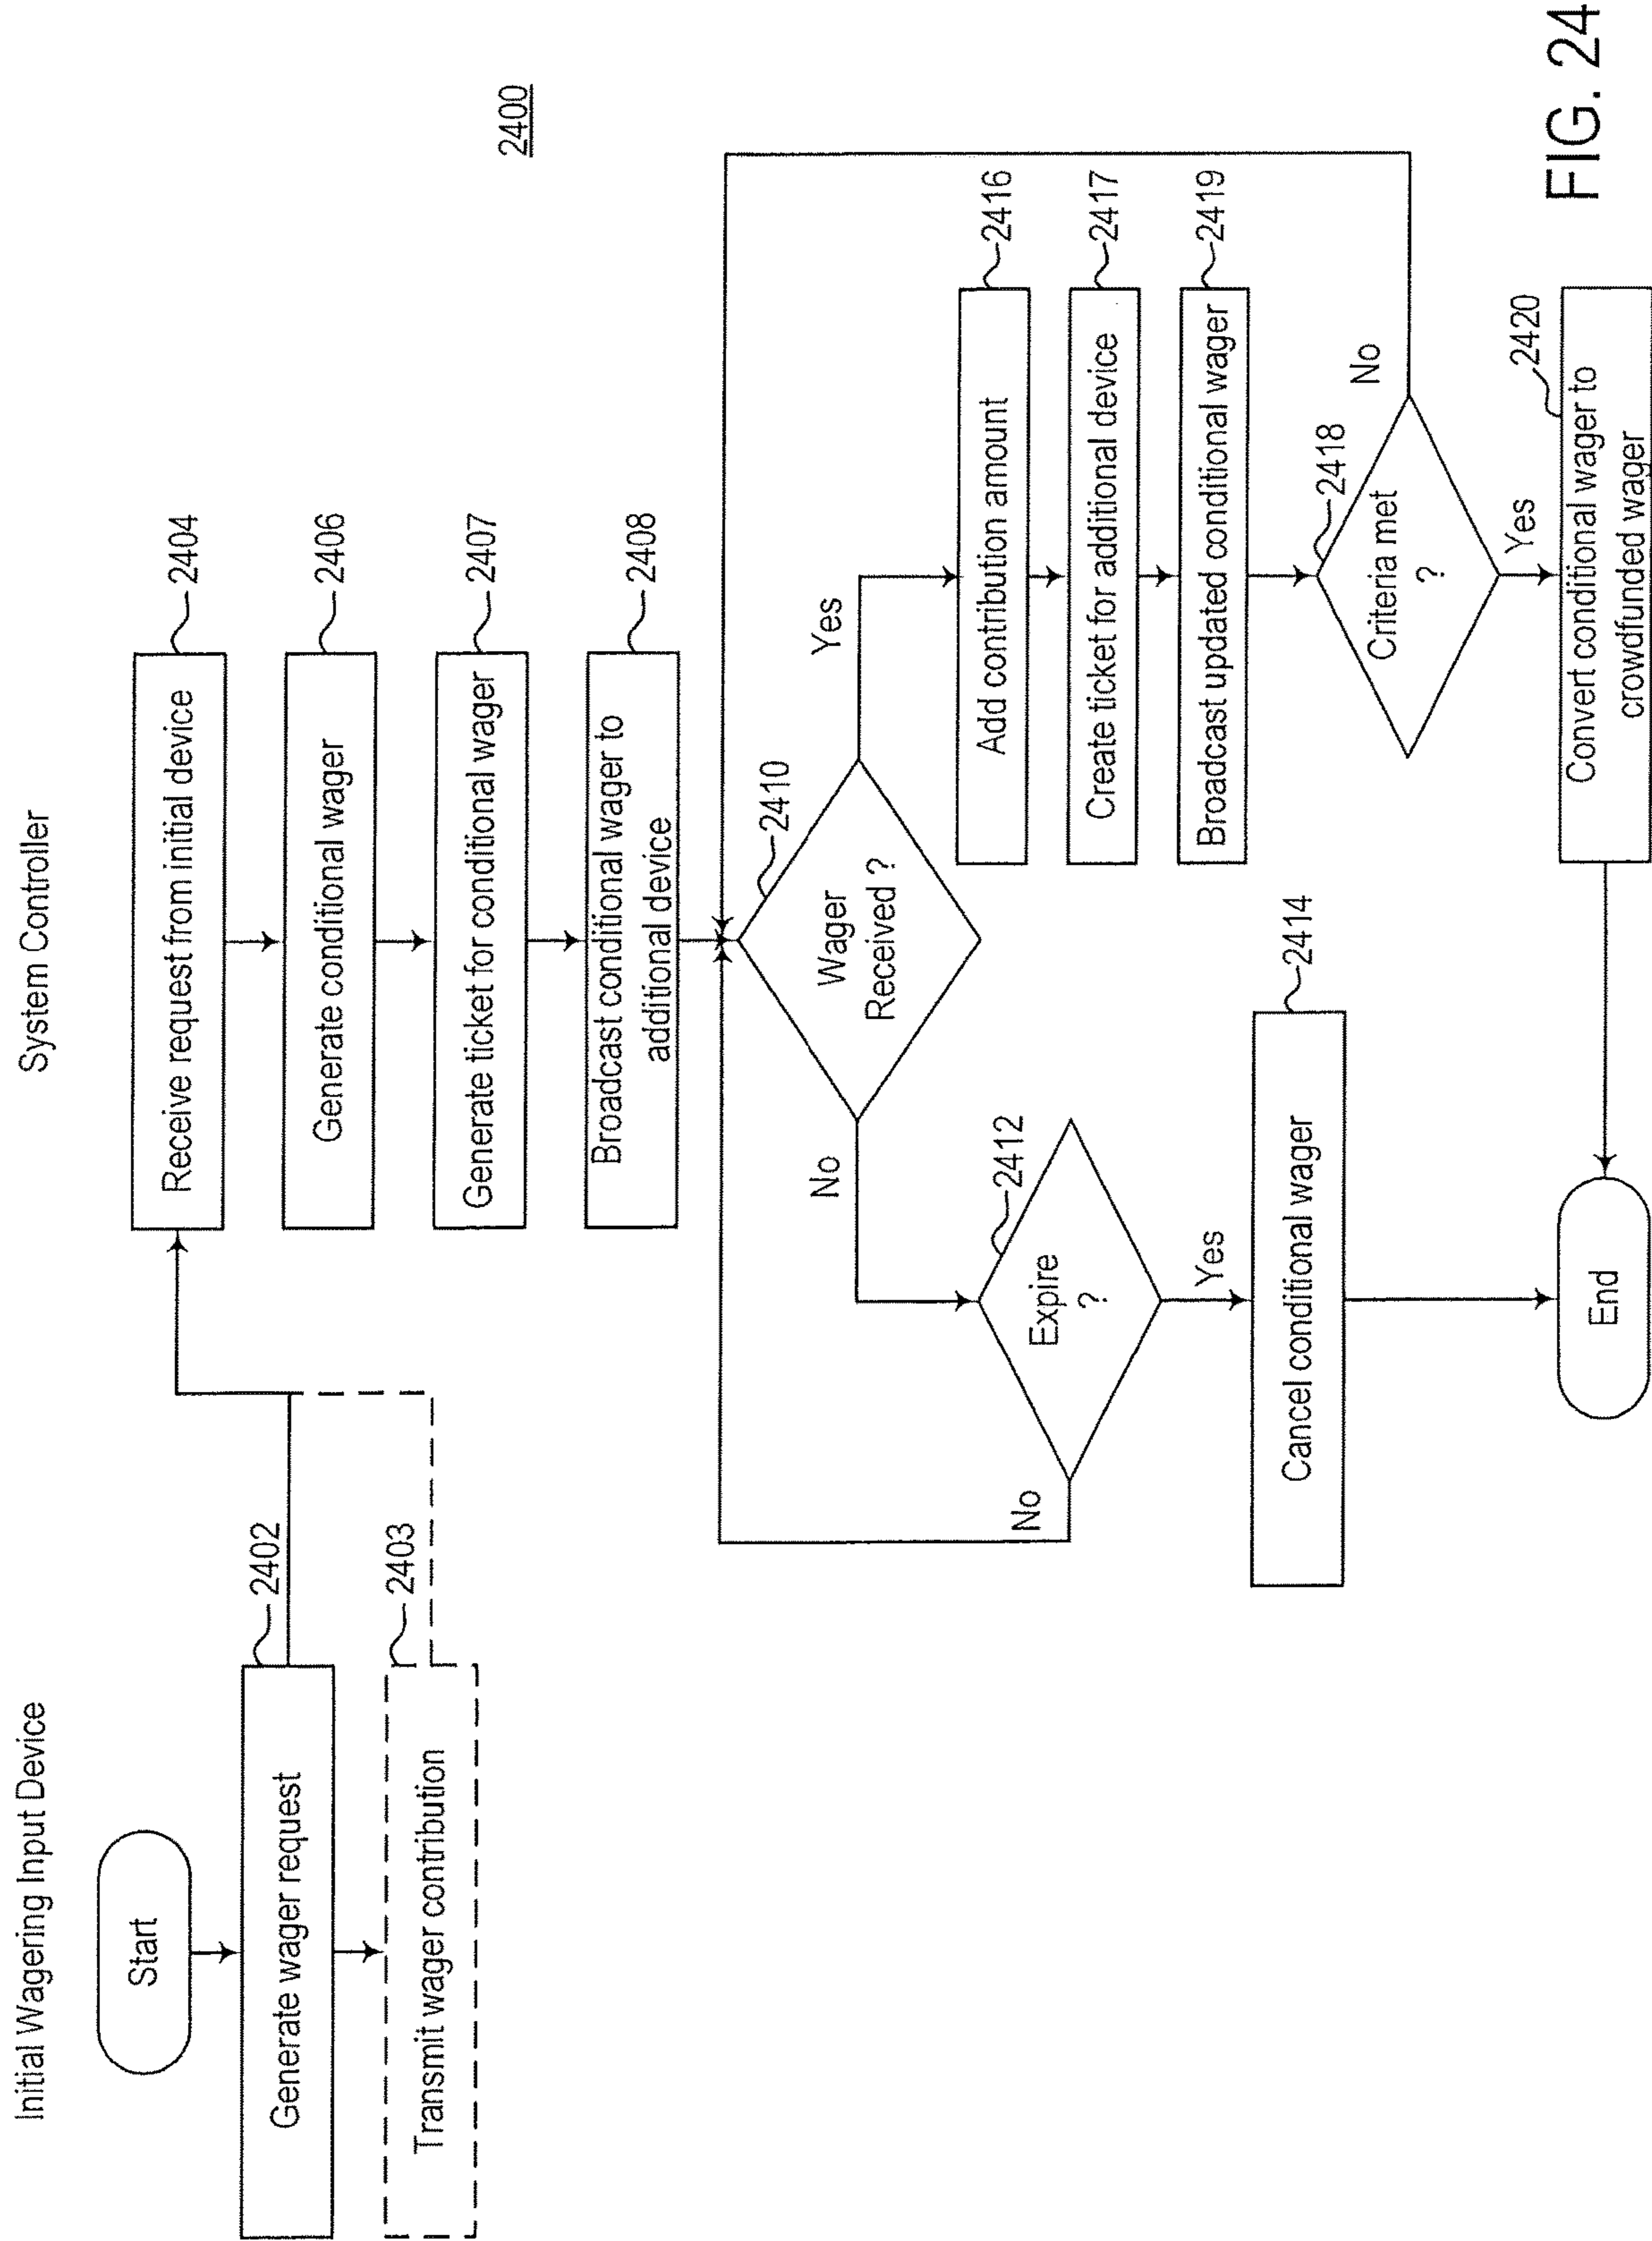 Initial Wagering Input Device
System Controller
2400
Start
Generate wager request
2402
Transmit wager contribution
2403
Receive request from initial device
2404
Generate conditional wager
2406
Generate ticket for conditional wager
2407
Broadcast conditional wager to
additional device
2408
Wager
Received ?
2410
No
Yes
Expire
?
2412
No
Yes
Cancel conditional wager
2414
Add contribution amount
2416
Create ticket for additional device
2417
Broadcast updated conditional wager
2419
Criteria met
?
2418
No
Yes
Convert conditional wager to
crowdfunded wager
2420
End
FIG. 24